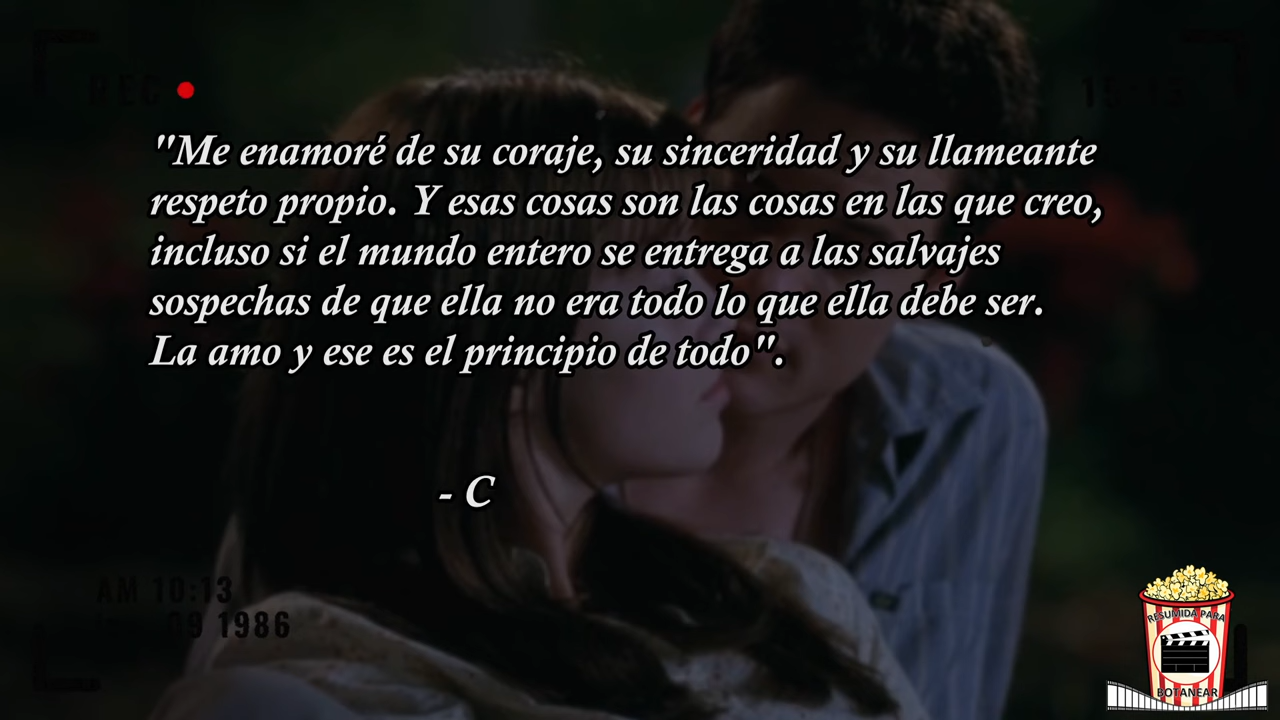 REC
"Me enamoré de su coraje, su sinceridad y su llameante
respeto propio. Y esas cosas son las cosas en las que creo,
incluso si el mundo entero se entrega a las salvajes
sospechas de que ella no era todo lo que ella debe ser.
La amo y ese es el principio de todo".
- C
AM 10:13
09 1986
RESUMIDA PARA
BOTANEAR